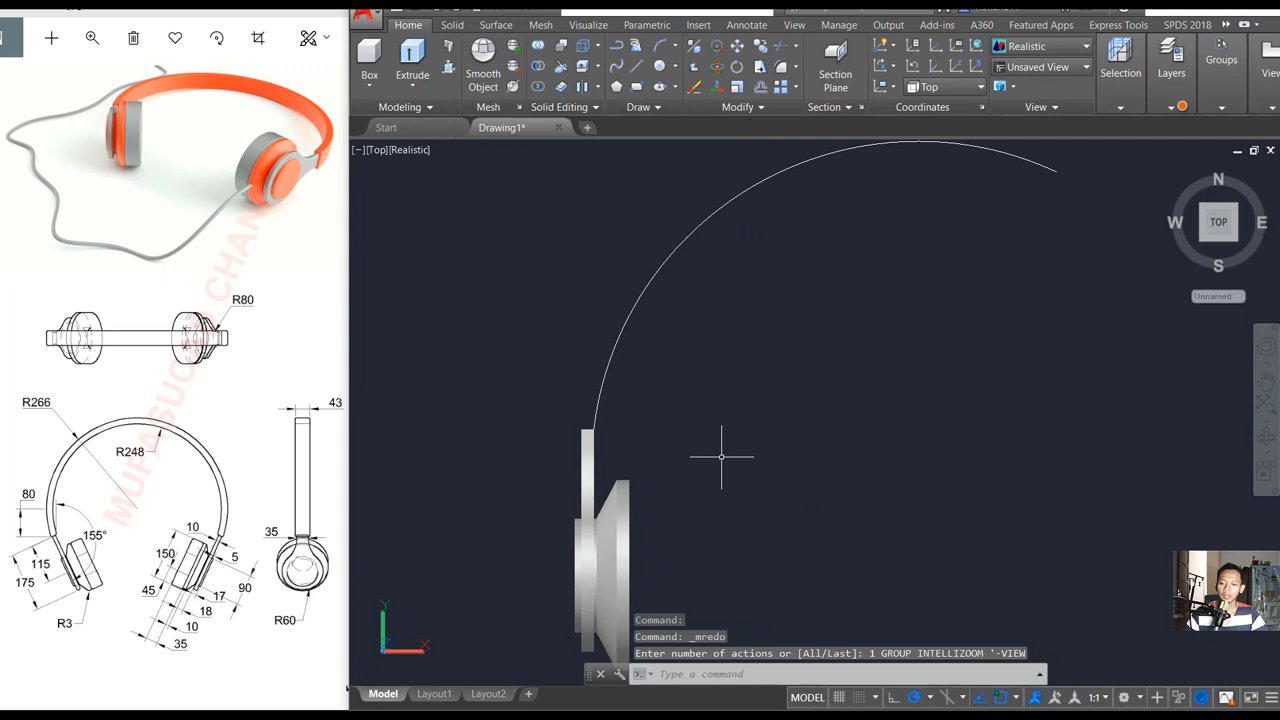 Home Solid Surface Mesh Visualize Parametric Insert Annotate View Manage Output Add-ins A360 Featured Apps Express Tools SPDS 2018
Box Extrude Smooth Object Section Plane Realistic Unsaved View Top Selection Layers Groups
Modeling Mesh Solid Editing Draw Modify Section Coordinates View
Start Drawing1*
[−][Top][Realistic]
N
W TOP E
S
Unnamed
R80
R266
R248
43
80
155°
115
175
R3
10
5
150
45
90
17
18
10
35
35
R60
Command:
Command: _mredo
Enter number of actions or [All/Last]: 1 GROUP INTELLIZOOM '-VIEW
Type a command
Y
X
Model Layout1 Layout2
MODEL 1:1